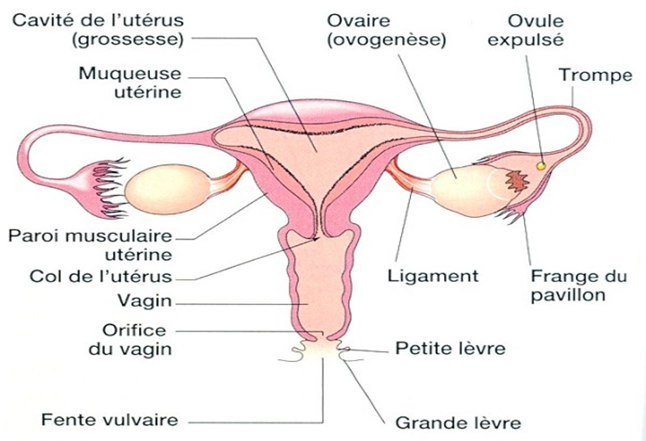 Cavité de l'utérus
(grossesse)
Muqueuse
utérine
Ovaire
(ovogenèse)
Ovule
expulsé
Trompe
Paroi musculaire
utérine
Col de l'utérus
Vagin
Orifice
du vagin
Fente vulvaire
Ligament
Frange du
pavillon
Petite lèvre
Grande lèvre